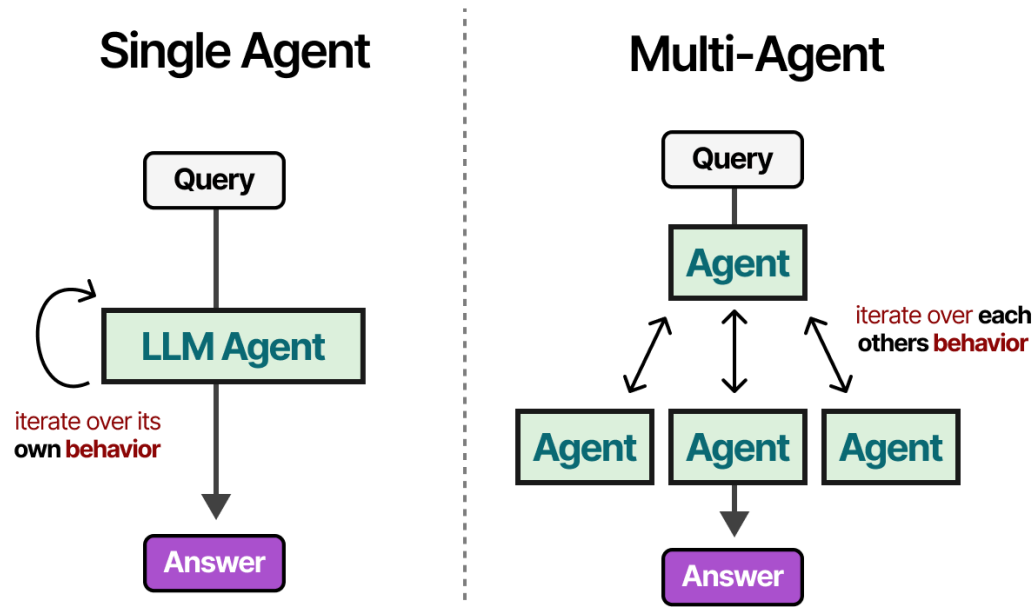 Single Agent
Query
LLM Agent
iterate over its
own behavior
Answer
Multi-Agent
Query
Agent
iterate over each
others behavior
Agent
Agent
Agent
Answer